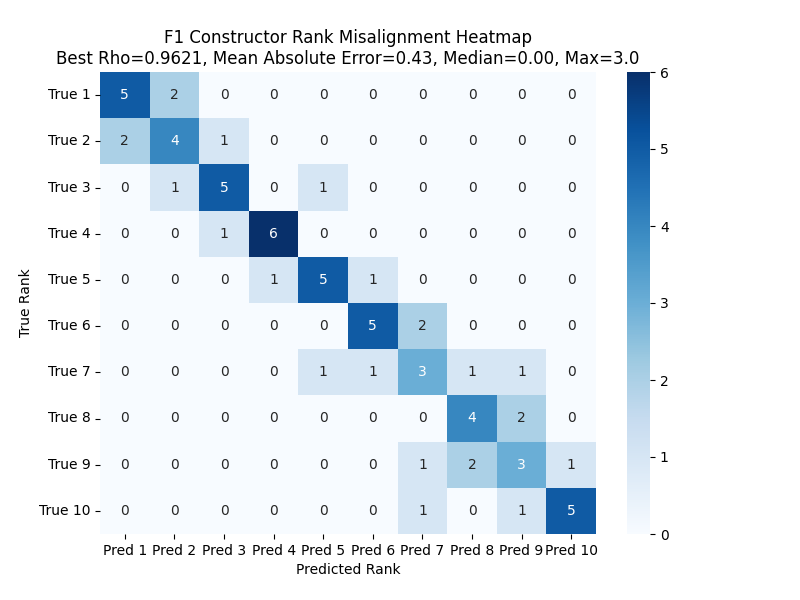 F1 Constructor Rank Misalignment Heatmap
Best Rho=0.9621, Mean Absolute Error=0.43, Median=0.00, Max=3.0
True 1 5 2 0 0 0 0 0 0 0 0
True 2 2 4 1 0 0 0 0 0 0 0
True 3 0 1 5 0 1 0 0 0 0 0
True 4 0 0 1 6 0 0 0 0 0 0
True 5 0 0 0 1 5 1 0 0 0 0
True 6 0 0 0 0 0 5 2 0 0 0
True 7 0 0 0 0 1 1 3 1 1 0
True 8 0 0 0 0 0 0 0 4 2 0
True 9 0 0 0 0 0 0 1 2 3 1
True 10 0 0 0 0 0 0 1 0 1 5
Pred 1 Pred 2 Pred 3 Pred 4 Pred 5 Pred 6 Pred 7 Pred 8 Pred 9 Pred 10
Predicted Rank
True Rank
6
5
4
3
2
1
0